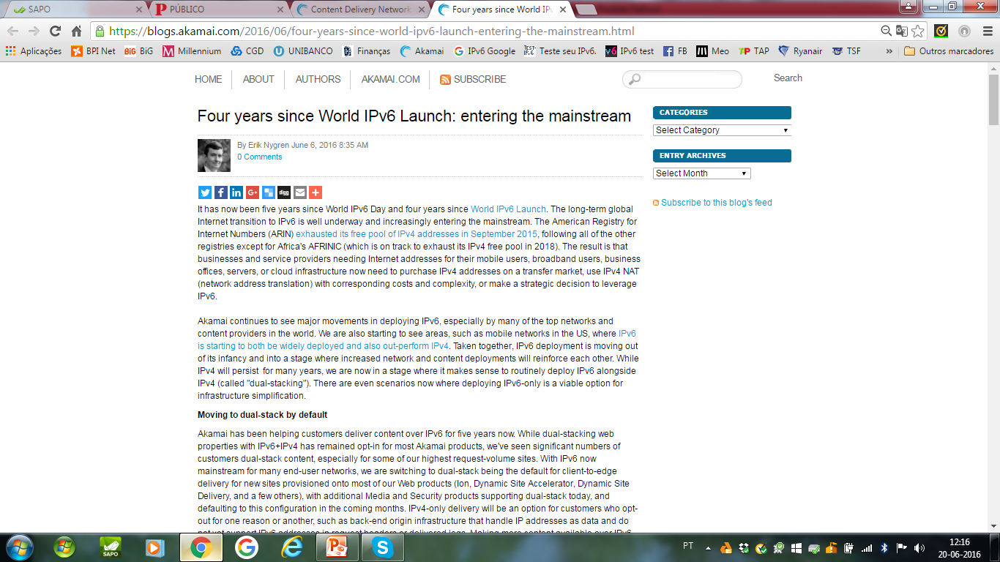 SAPO
PÚBLICO
Content Delivery Network
Four years since World IPv
https://blogs.akamai.com/2016/06/four-years-since-world-ipv6-launch-entering-the-mainstream.html
Aplicações BPI Net BiG Millennium CGD UNIBANCO Finanças Akamai IPv6 Google Teste seu IPv6. IPv6 test FB Meo TAP Ryanair TSF » Outros marcadores
HOME ABOUT AUTHORS AKAMAI.COM SUBSCRIBE Search
Four years since World IPv6 Launch: entering the mainstream
By Erik Nygren June 6, 2016 8:35 AM
0 Comments
It has now been five years since World IPv6 Day and four years since World IPv6 Launch. The long-term global
Internet transition to IPv6 is well underway and increasingly entering the mainstream. The American Registry for
Internet Numbers (ARIN) exhausted its free pool of IPv4 addresses in September 2015, following all of the other
registries except for Africa's AFRINIC (which is on track to exhaust its IPv4 free pool in 2018). The result is that
businesses and service providers needing Internet addresses for their mobile users, broadband users, business
offices, servers, or cloud infrastructure now need to purchase IPv4 addresses on a transfer market, use IPv4 NAT
(network address translation) with corresponding costs and complexity, or make a strategic decision to leverage
IPv6.
Akamai continues to see major movements in deploying IPv6, especially by many of the top networks and
content providers in the world. We are also starting to see areas, such as mobile networks in the US, where IPv6
is starting to both be widely deployed and also out-perform IPv4. Taken together, IPv6 deployment is moving out
of its infancy and into a stage where increased network and content deployments will reinforce each other. While
IPv4 will persist for many years, we are now in a stage where it makes sense to routinely deploy IPv6 alongside
IPv4 (called "dual-stacking"). There are even scenarios now where deploying IPv6-only is a viable option for
infrastructure simplification.
Moving to dual-stack by default
Akamai has been helping customers deliver content over IPv6 for five years now. While dual-stacking web
properties with IPv6+IPv4 has remained opt-in for most Akamai products, we've seen significant numbers of
customers dual-stack content, especially for some of our highest request-volume sites. With IPv6 now
mainstream for many end-user networks, we are switching to dual-stack being the default for client-to-edge
delivery for new sites provisioned onto most of our Web products (Ion, Dynamic Site Accelerator, Dynamic Site
Delivery, and a few others), with additional Media and Security products supporting dual-stack today, and
defaulting to this configuration in the coming months. IPv4-only delivery will be an option for customers who opt-
out for one reason or another, such as back-end origin infrastructure that handle IP addresses as data and do
not yet support IPv6 addresses in request headers or delivered logs. Making more content available over IPv6
CATEGORIES
Select Category
ENTRY ARCHIVES
Select Month
Subscribe to this blog's feed
SAPO
PT
12:16
20-06-2016